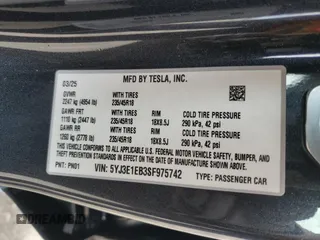 MFD BY TESLA, INC.
03/25
GVWR WITH TIRES
2247 kg (4954 lb) 235/45R18
GAWR FRT WITH TIRES RIM COLD TIRE PRESSURE
1110 kg (2447 lb) 235/45R18 18X8.5J 290 kPa, 42 psi
GAWR RR WITH TIRES RIM COLD TIRE PRESSURE
1260 kg (2778 lb) 235/45R18 18X8.5J 290 kPa, 42 psi
THIS VEHICLE CONFORMS TO ALL APPLICABLE U.S. FEDERAL MOTOR VEHICLE SAFETY, BUMPER, AND
THEFT PREVENTION STANDARDS IN EFFECT ON THE DATE OF MANUFACTURE SHOWN ABOVE.
VIN: 5YJ3E1EB3SF975742
PNT: PN01 TYPE: PASSENGER CAR